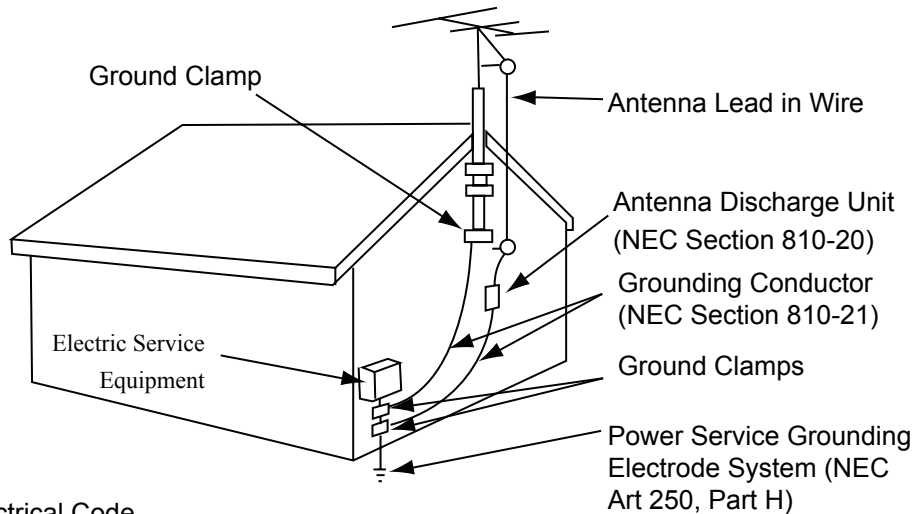 Ground Clamp
Antenna Lead in Wire
Antenna Discharge Unit
(NEC Section 810-20)
Grounding Conductor
(NEC Section 810-21)
Electric Service
Equipment
Ground Clamps
Power Service Grounding
Electrode System (NEC
Art 250, Part H)
ctrical Code